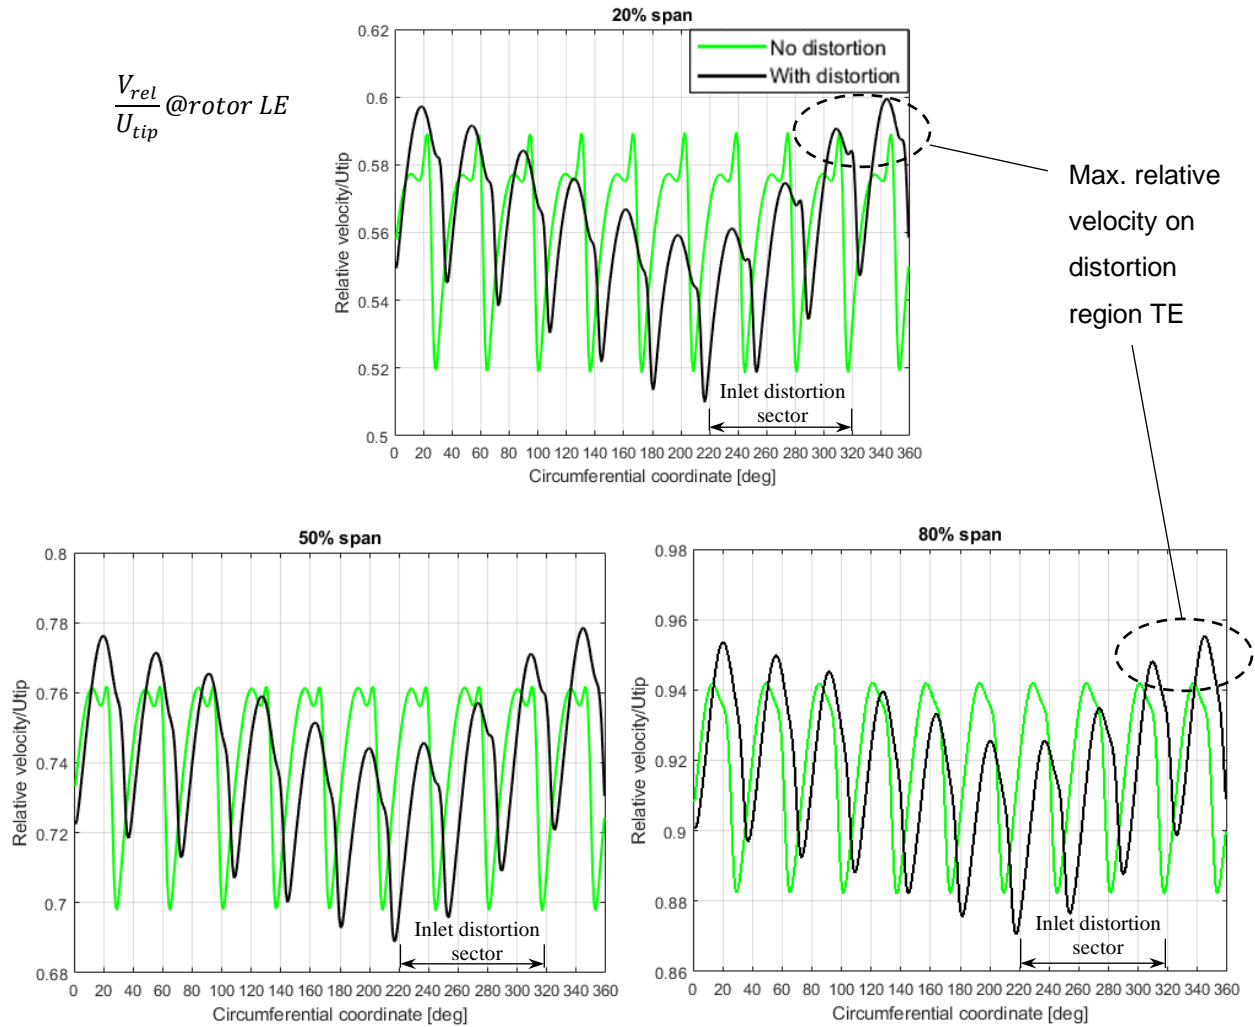 20% span
V_rel
U_tip
@rotor LE
No distortion
With distortion
0.62
0.6
0.58
0.56
0.54
0.52
0.5
Relative velocity/Utip
Inlet distortion
sector
0 20 40 60 80 100 120 140 160 180 200 220 240 260 280 300 320 340 360
Circumferential coordinate [deg]
Max. relative
velocity on
distortion
region TE
50% span
0.8
0.78
0.76
0.74
0.72
0.7
0.68
Relative velocity/Utip
Inlet distortion
sector
0 20 40 60 80 100 120 140 160 180 200 220 240 260 280 300 320 340 360
Circumferential coordinate [deg]
80% span
0.98
0.96
0.94
0.92
0.9
0.88
0.86
Relative velocity/Utip
Inlet distortion
sector
0 20 40 60 80 100 120 140 160 180 200 220 240 260 280 300 320 340 360
Circumferential coordinate [deg]